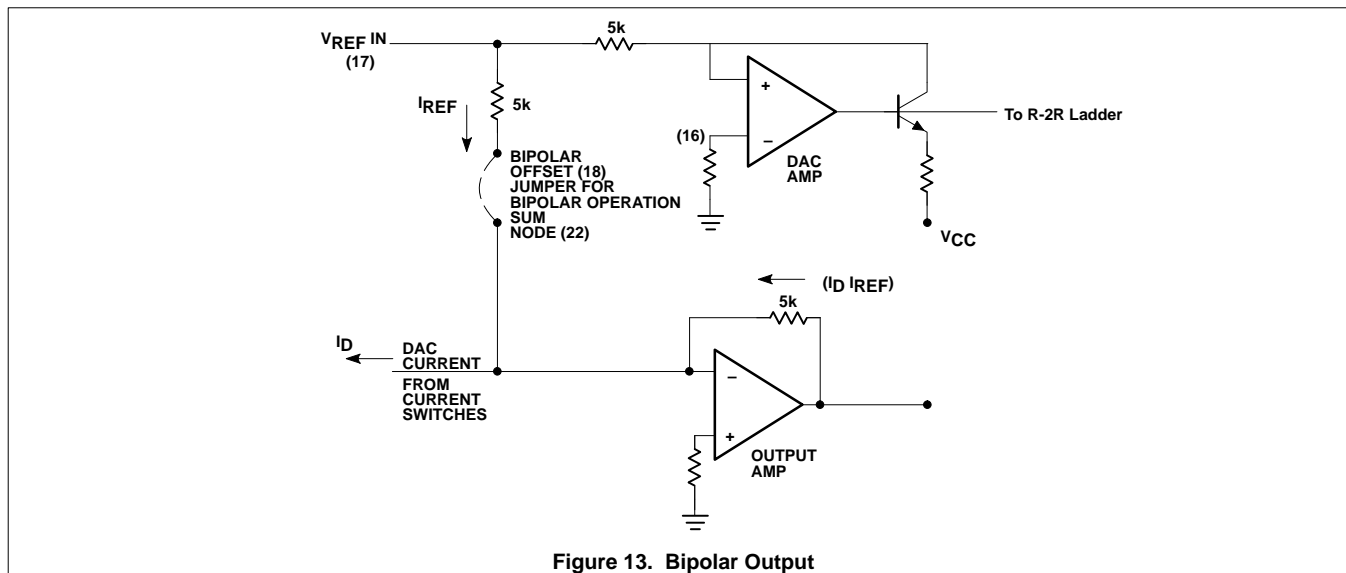 VREF IN
(17)
5k
IREF
5k
BIPOLAR
OFFSET (18)
JUMPER FOR
BIPOLAR OPERATION
SUM
NODE (22)
+
(16)
−
DAC
AMP
To R-2R Ladder
VCC
(ID IREF)
5k
ID
DAC
CURRENT
FROM
CURRENT
SWITCHES
−
+
OUTPUT
AMP
Figure 13. Bipolar Output